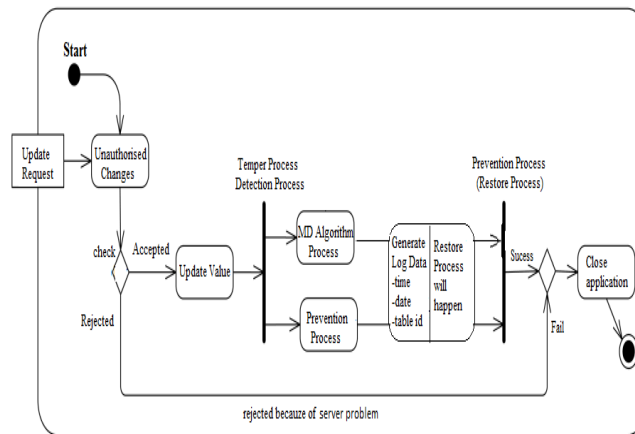 Start
Update
Request
Unauthorised
Changes
check
Accepted
Rejected
Update Value
Temper Process
Detection Process
MD Algorithm
Process
Prevention
Process
Generate
Log Data
-time
-date
-table id
Restore
Process
will
happen
Prevention Process
(Restore Process)
Sucess
Fail
Close
application
rejected becauze of server problem